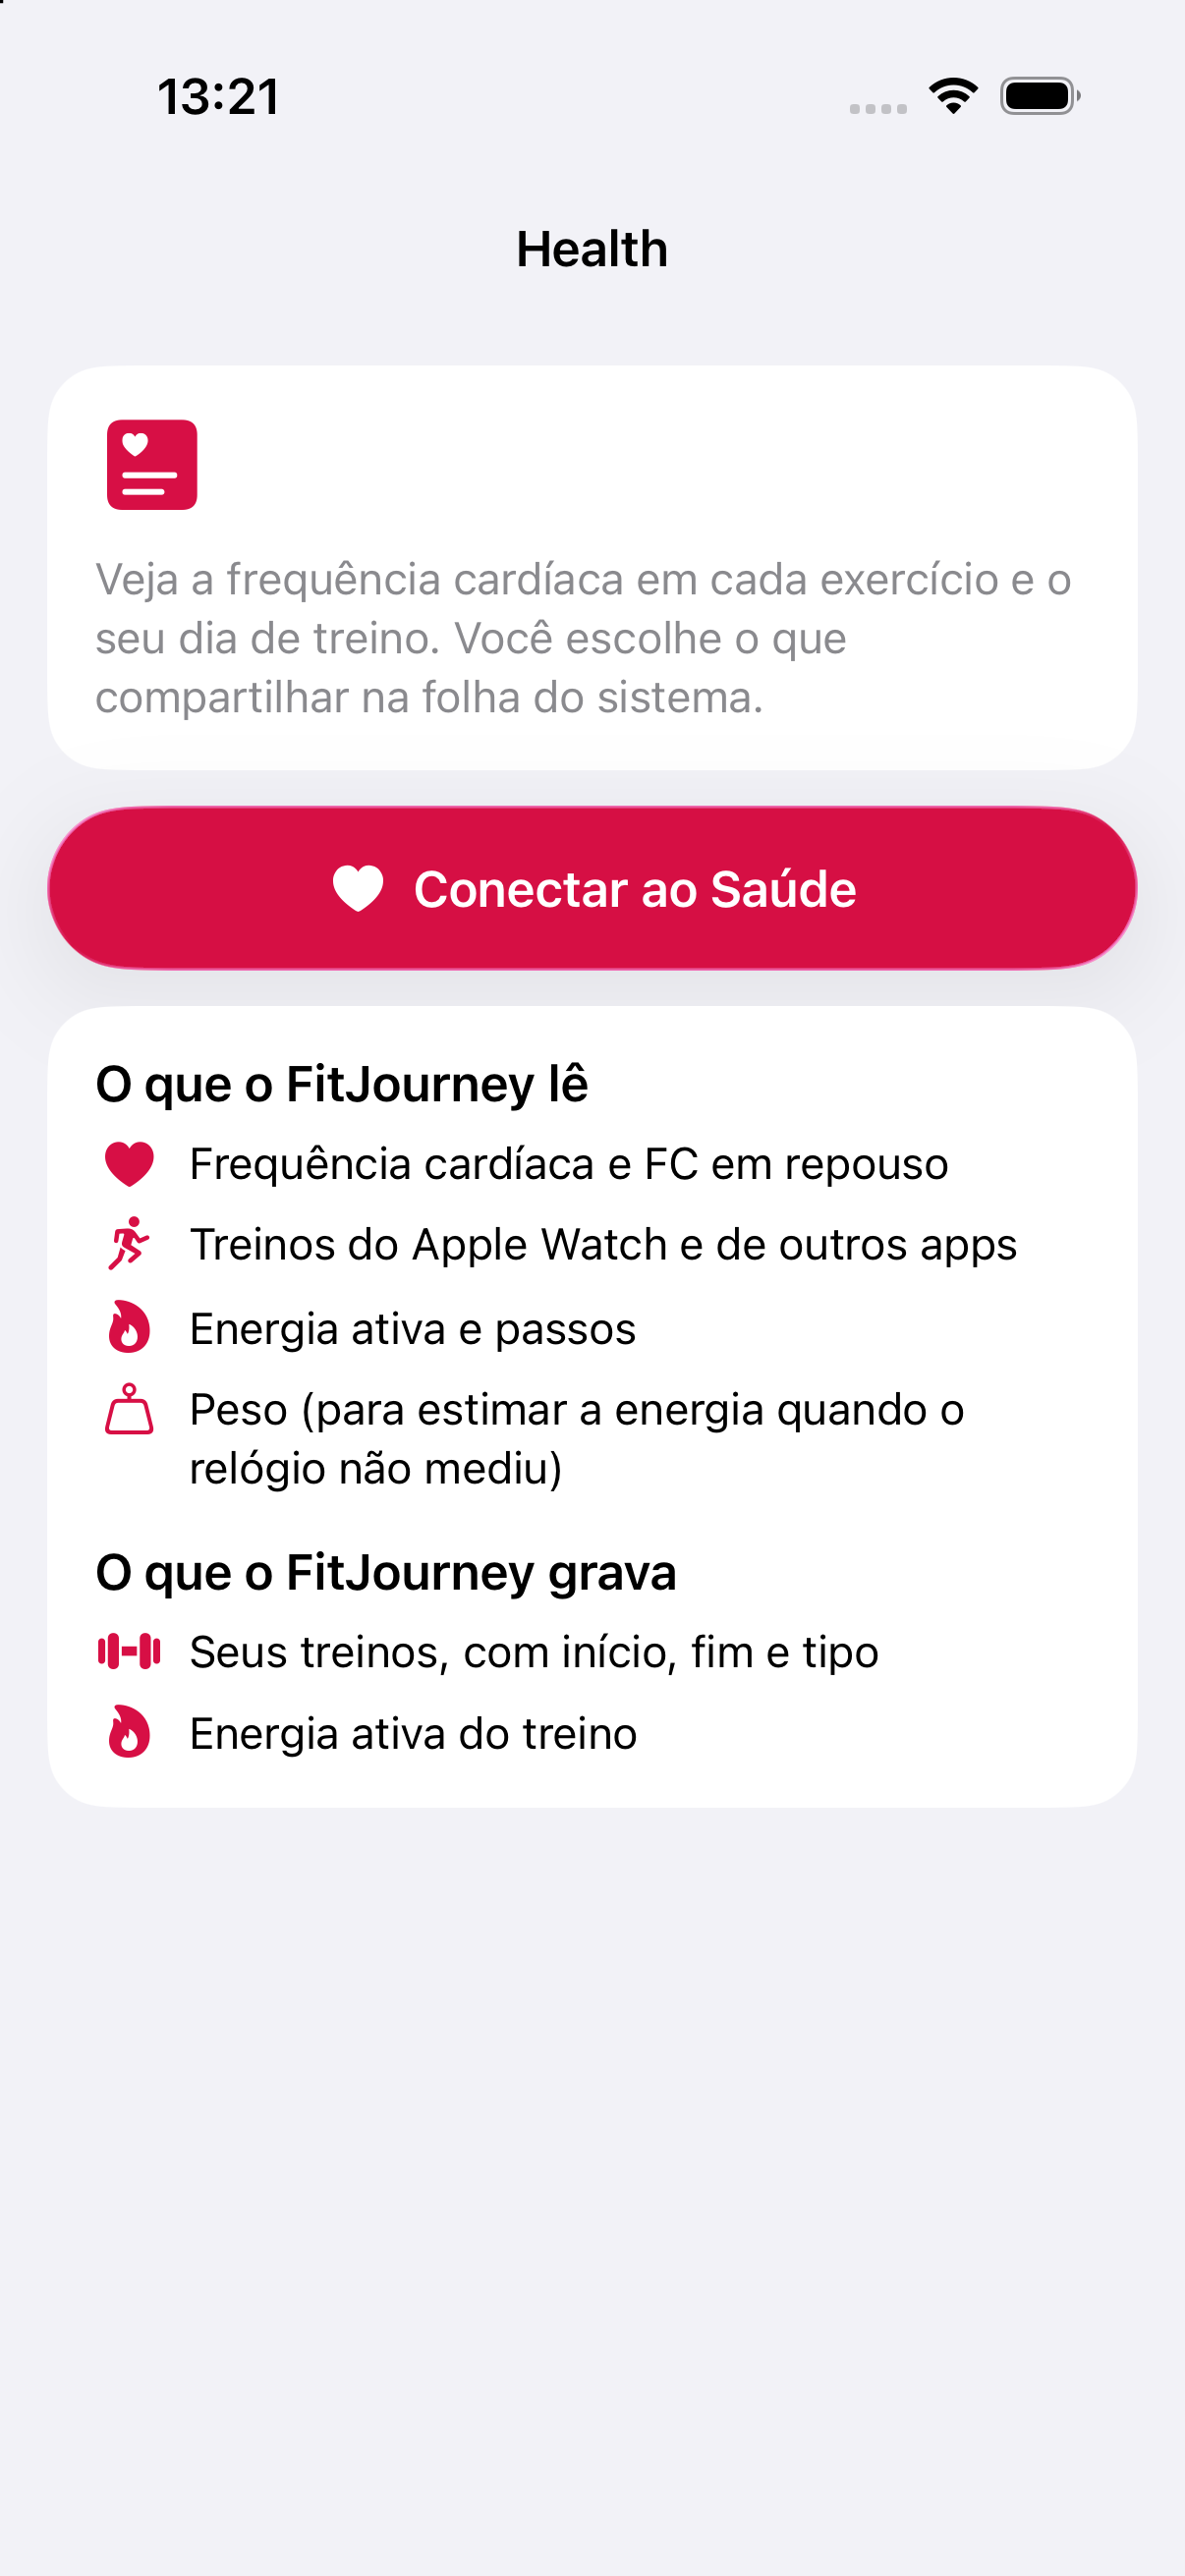 13:21
Health
Veja a frequência cardíaca em cada exercício e o
seu dia de treino. Você escolhe o que
compartilhar na folha do sistema.
Conectar ao Saúde
O que o FitJourney lê
Frequência cardíaca e FC em repouso
Treinos do Apple Watch e de outros apps
Energia ativa e passos
Peso (para estimar a energia quando o
relógio não mediu)
O que o FitJourney grava
Seus treinos, com início, fim e tipo
Energia ativa do treino